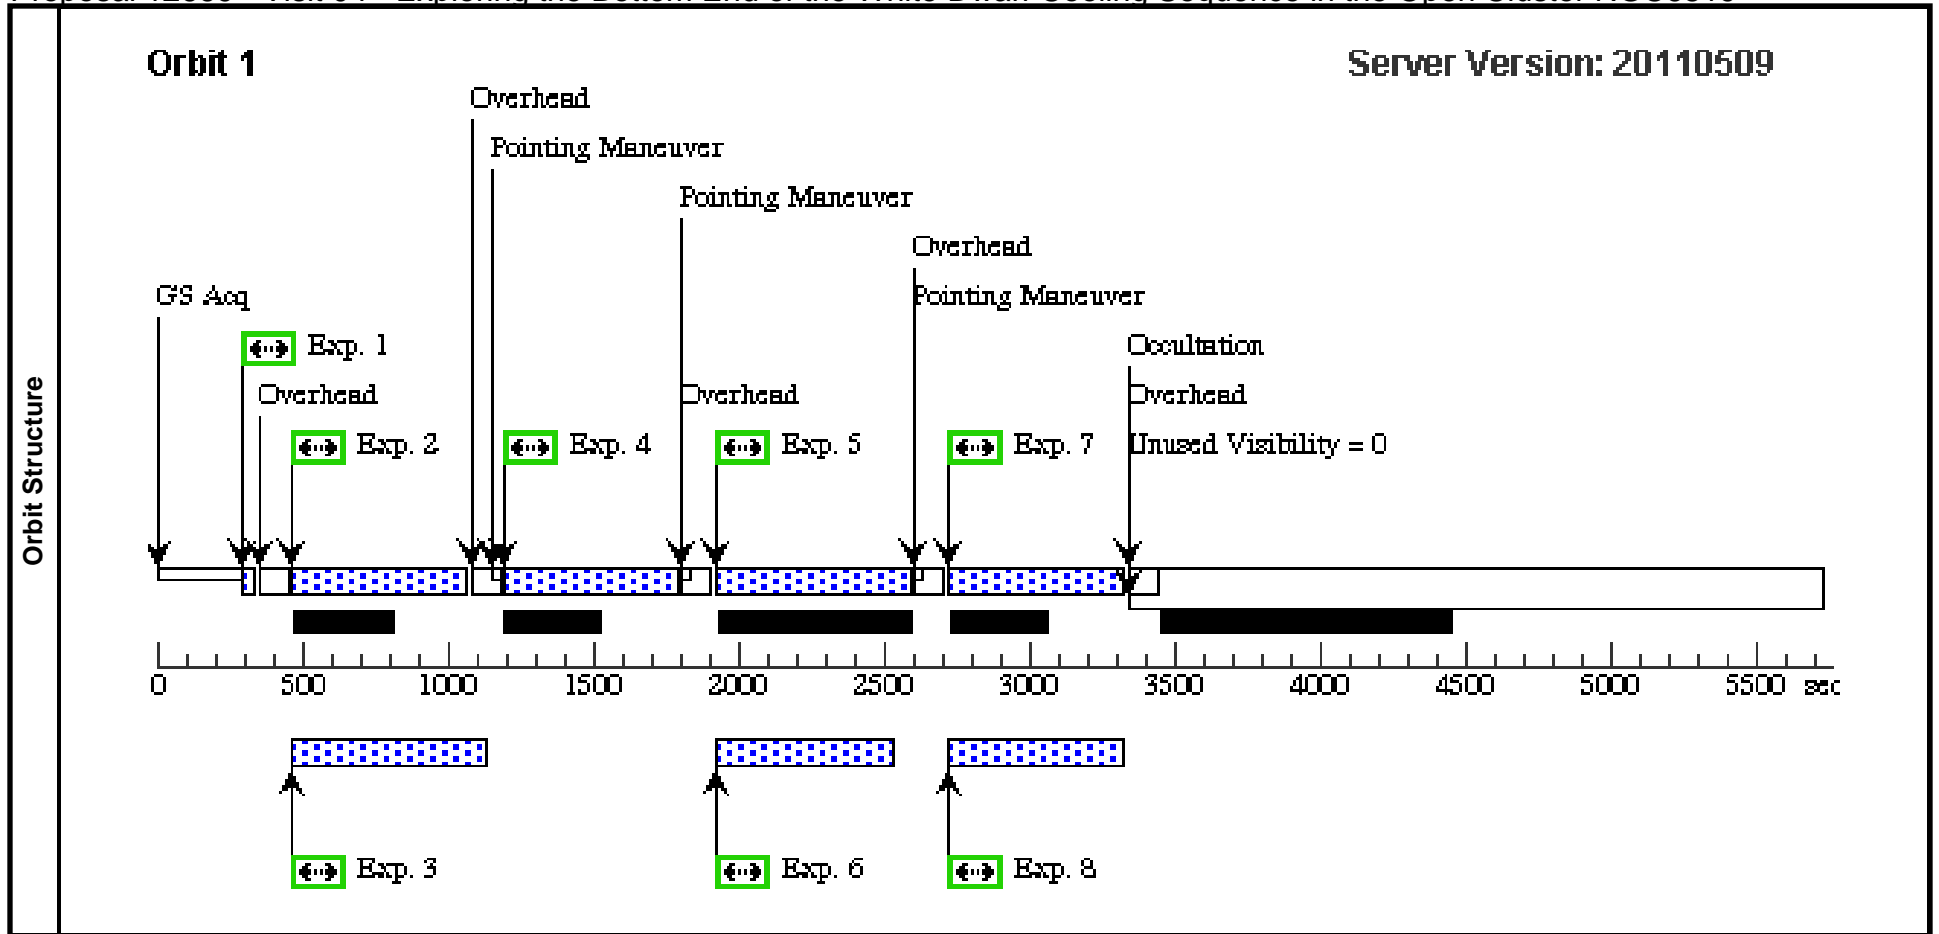 Orbit 1
Server Version: 20110509
Overhead
Pointing Maneuver
Pointing Maneuver
Overhead
GS Acq
Pointing Maneuver
Exp. 1
Occultation
Overhead
Overhead
Overhead
Exp. 2
Exp. 4
Exp. 5
Exp. 7
Unused Visibility = 0
Orbit Structure
0 500 1000 1500 2000 2500 3000 3500 4000 4500 5000 5500 sec
Exp. 3
Exp. 6
Exp. 8